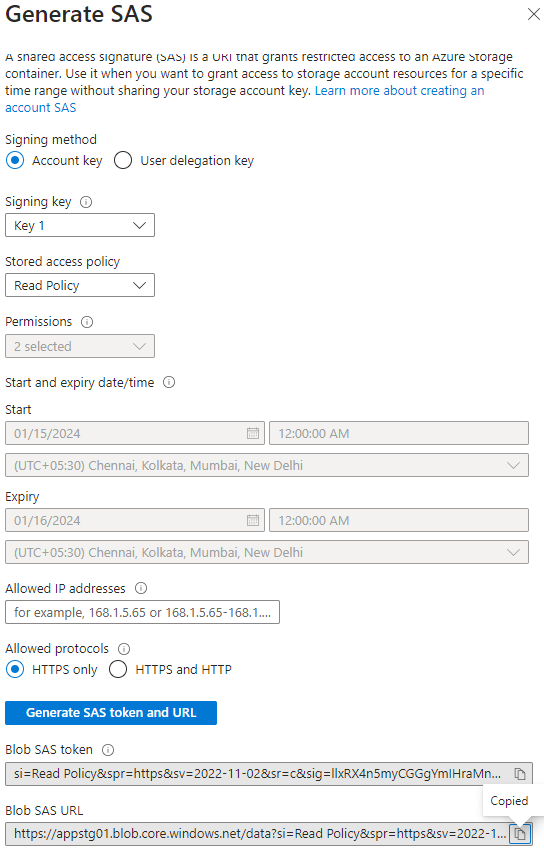 Generate SAS
A shared access signature (SAS) is a URI that grants restricted access to an Azure Storage
container. Use it when you want to grant access to storage account resources for a specific
time range without sharing your storage account key. Learn more about creating an
account SAS
Signing method
Account key User delegation key
Signing key
Key 1
Stored access policy
Read Policy
Permissions
2 selected
Start and expiry date/time
Start
01/15/2024 12:00:00 AM
(UTC+05:30) Chennai, Kolkata, Mumbai, New Delhi
Expiry
01/16/2024 12:00:00 AM
(UTC+05:30) Chennai, Kolkata, Mumbai, New Delhi
Allowed IP addresses
for example, 168.1.5.65 or 168.1.5.65-168.1....
Allowed protocols
HTTPS only HTTPS and HTTP
Generate SAS token and URL
Blob SAS token
si=Read Policy&spr=https&sv=2022-11-02&sr=c&sig=llxRX4n5myCGGgYmIHraMn...
Copied
Blob SAS URL
https://appstg01.blob.core.windows.net/data?si=Read Policy&spr=https&sv=2022-1...